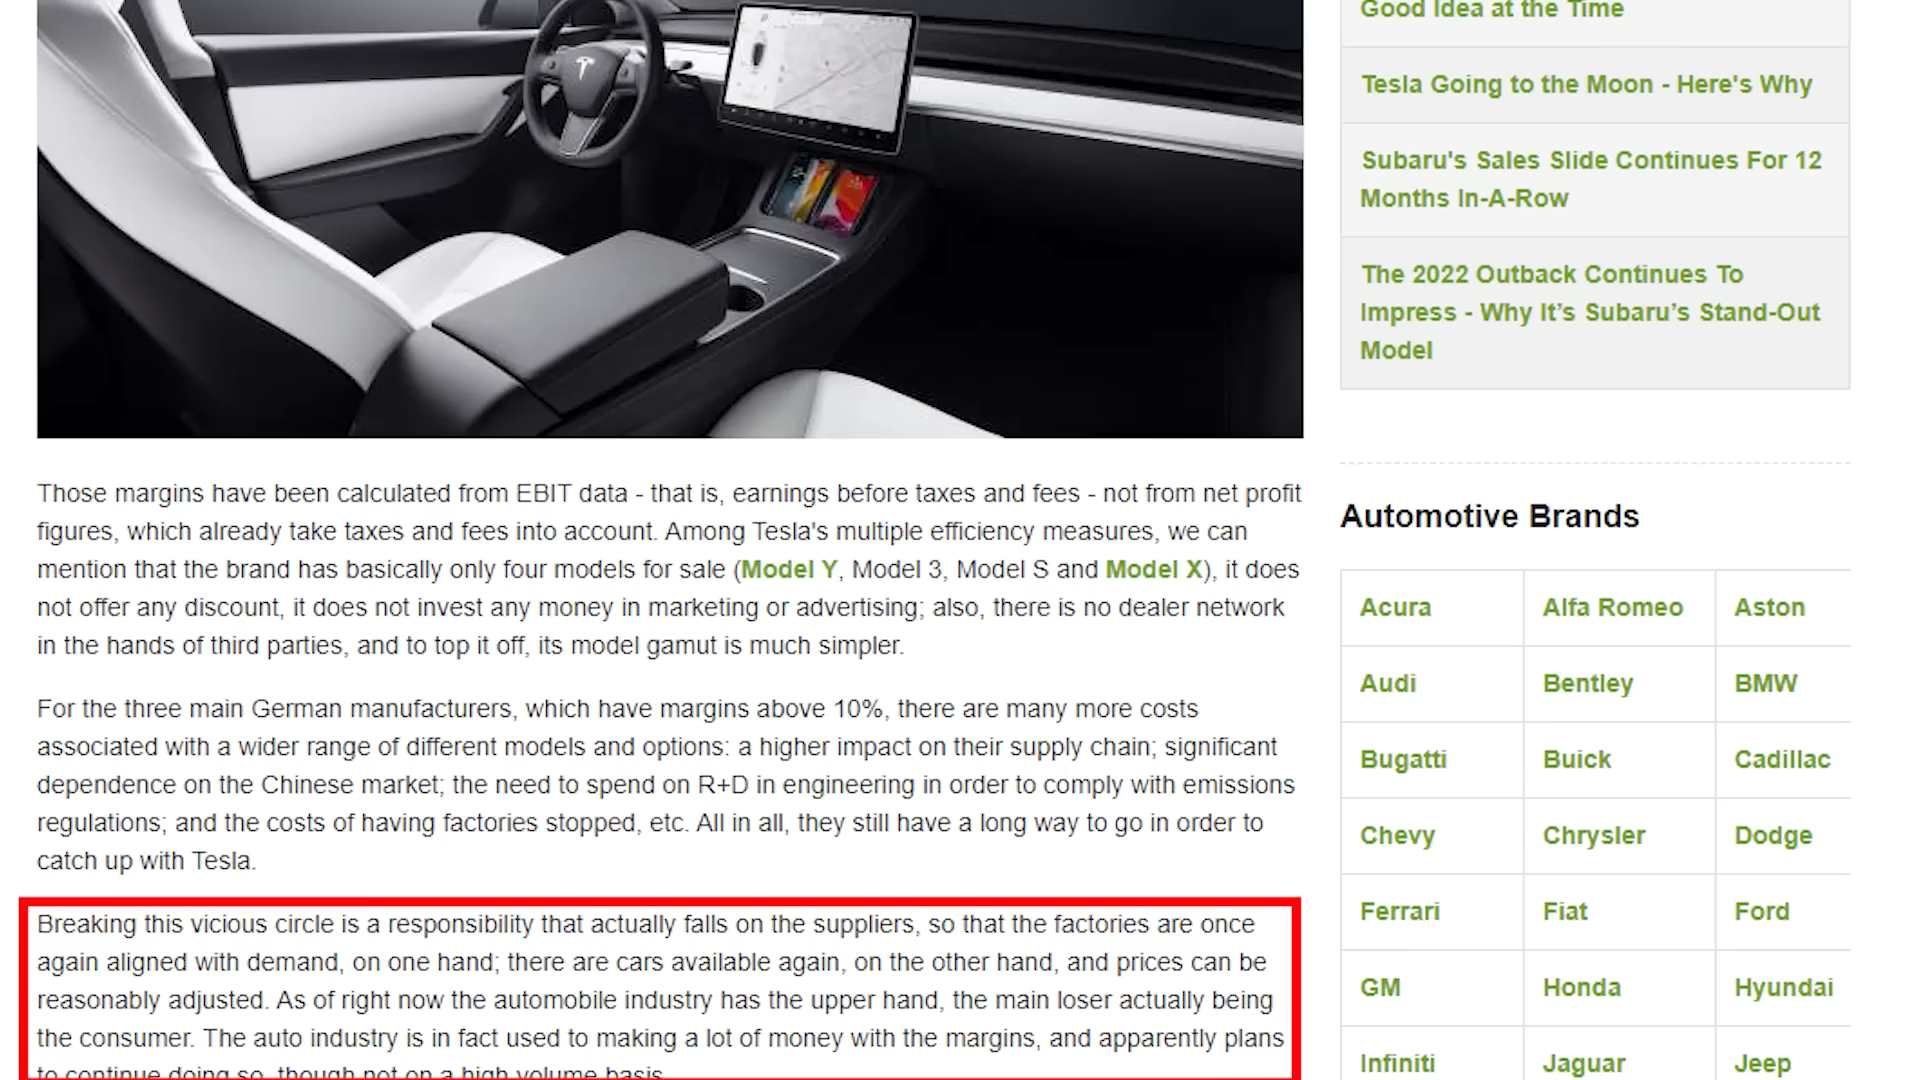 Those margins have been calculated from EBIT data - that is, earnings before taxes and fees - not from net profit
figures, which already take taxes and fees into account. Among Tesla's multiple efficiency measures, we can
mention that the brand has basically only four models for sale (Model Y, Model 3, Model S and Model X), it does
not offer any discount, it does not invest any money in marketing or advertising; also, there is no dealer network
in the hands of third parties, and to top it off, its model gamut is much simpler.
For the three main German manufacturers, which have margins above 10%, there are many more costs
associated with a wider range of different models and options: a higher impact on their supply chain; significant
dependence on the Chinese market; the need to spend on R+D in engineering in order to comply with emissions
regulations; and the costs of having factories stopped, etc. All in all, they still have a long way to go in order to
catch up with Tesla.
Breaking this vicious circle is a responsibility that actually falls on the suppliers, so that the factories are once
again aligned with demand, on one hand; there are cars available again, on the other hand, and prices can be
reasonably adjusted. As of right now the automobile industry has the upper hand, the main loser actually being
the consumer. The auto industry is in fact used to making a lot of money with the margins, and apparently plans
to continue doing so, though not on a high volume basis.
Good Idea at the Time
Tesla Going to the Moon - Here's Why
Subaru's Sales Slide Continues For 12
Months In-A-Row
The 2022 Outback Continues To
Impress - Why It’s Subaru’s Stand-Out
Model
Automotive Brands
Acura Alfa Romeo Aston
Audi Bentley BMW
Bugatti Buick Cadillac
Chevy Chrysler Dodge
Ferrari Fiat Ford
GM Honda Hyundai
Infiniti Jaguar Jeep